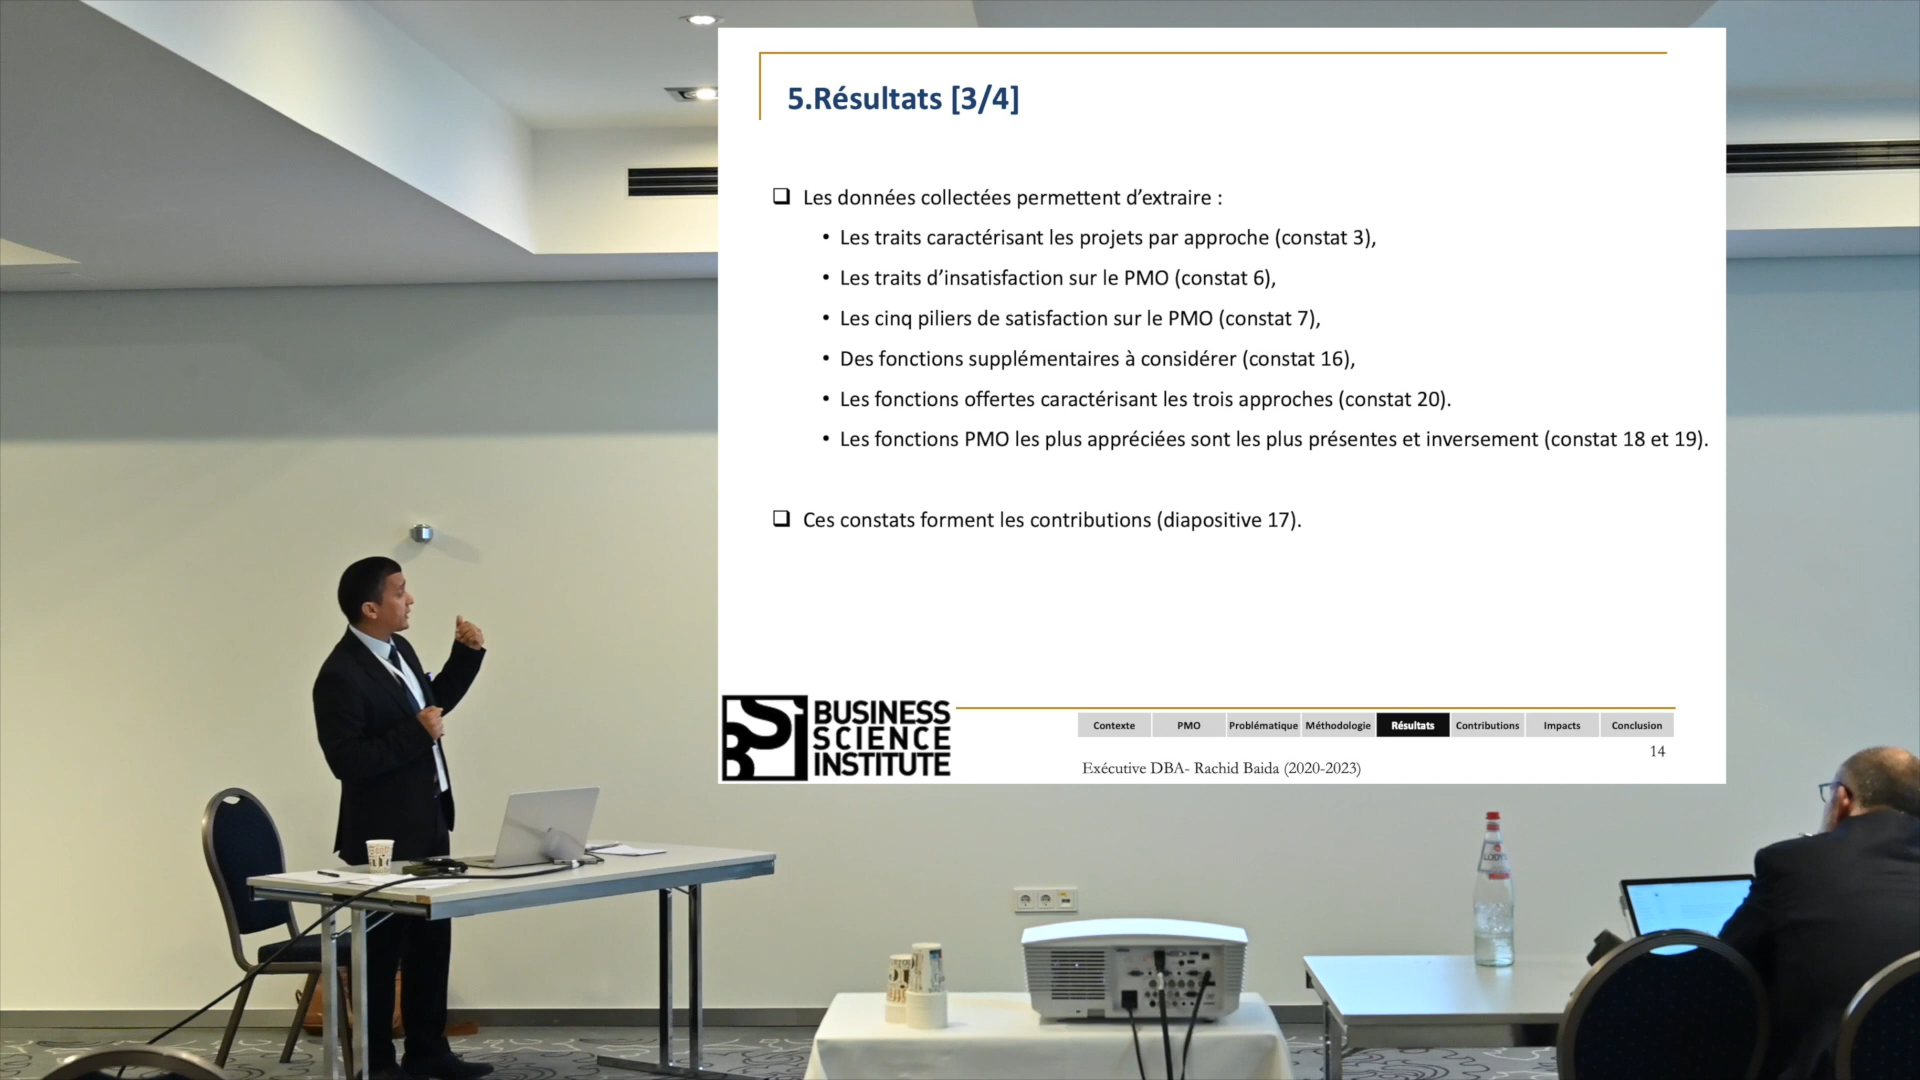 5.Résultats [3/4]
❑ Les données collectées permettent d’extraire :
• Les traits caractérisant les projets par approche (constat 3),
• Les traits d’insatisfaction sur le PMO (constat 6),
• Les cinq piliers de satisfaction sur le PMO (constat 7),
• Des fonctions supplémentaires à considérer (constat 16),
• Les fonctions offertes caractérisant les trois approches (constat 20).
• Les fonctions PMO les plus appréciées sont les plus présentes et inversement (constat 18 et 19).
❑ Ces constats forment les contributions (diapositive 17).
BSI
BUSINESS
SCIENCE
INSTITUTE
Contexte PMO Problématique Méthodologie Résultats Contributions Impacts Conclusion
14
Exécutive DBA- Rachid Baida (2020-2023)